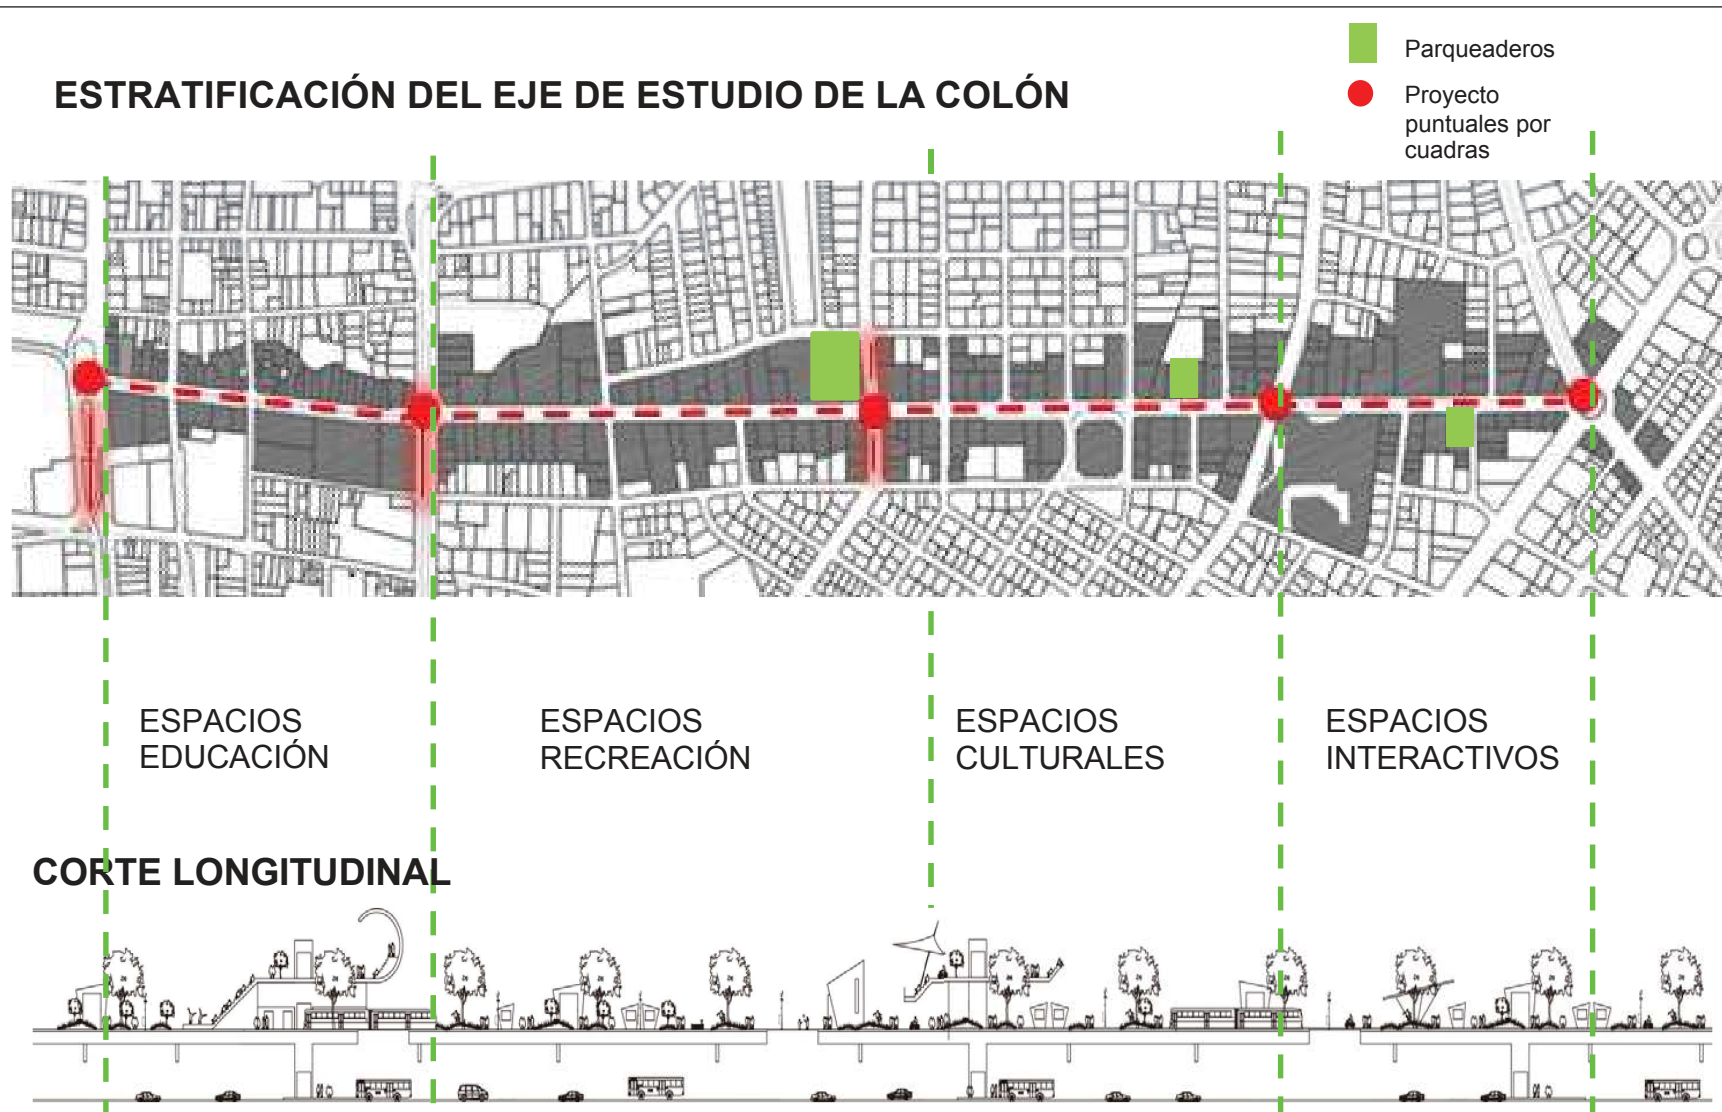 Parqueaderos
ESTRATIFICACIÓN DEL EJE DE ESTUDIO DE LA COLÓN
Proyecto
puntuales por
cuadras
ESPACIOS
EDUCACIÓN
ESPACIOS
RECREACIÓN
ESPACIOS
CULTURALES
ESPACIOS
INTERACTIVOS
CORTE LONGITUDINAL